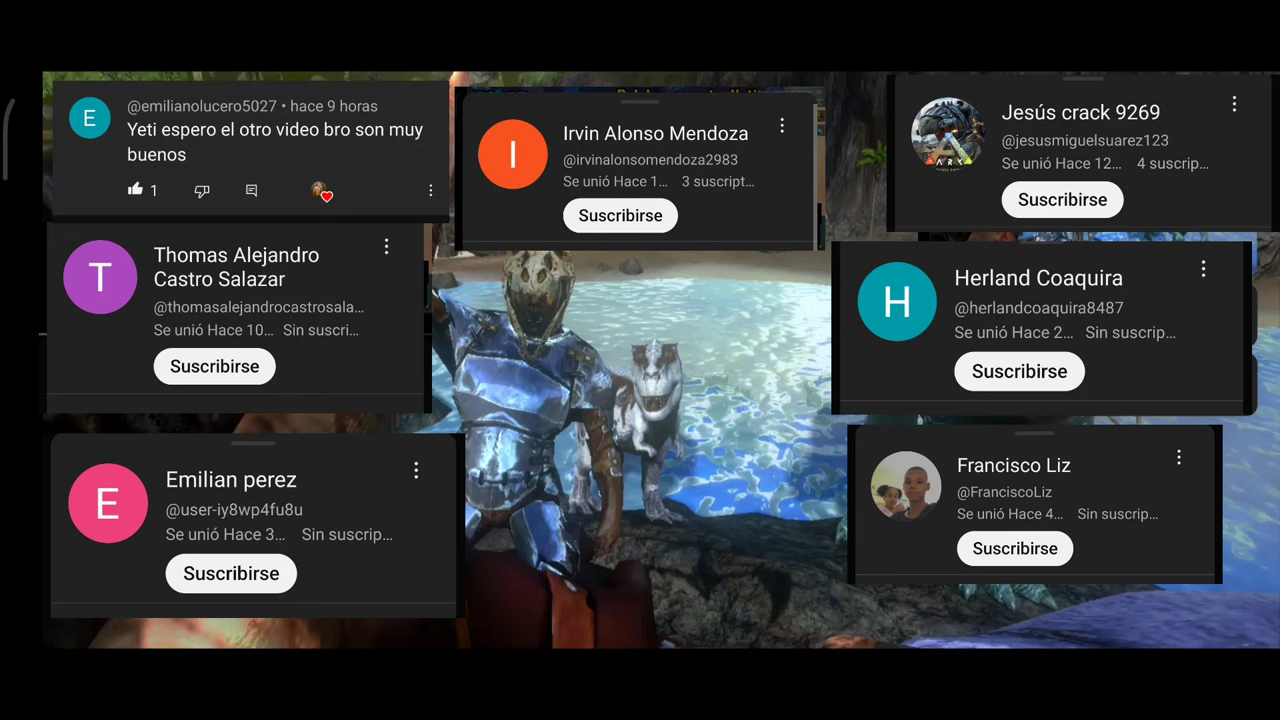 @emilianolucero5027 • hace 9 horas
Yeti espero el otro video bro son muy
buenos
1
Irvin Alonso Mendoza
@irvinalonsomendoza2983
Se unió Hace 1... 3 suscript...
Suscribirse
Jesús crack 9269
@jesusmiguelsuarez123
Se unió Hace 12... 4 suscrip...
Suscribirse
Thomas Alejandro
Castro Salazar
@thomasalejandrocastrosala...
Se unió Hace 10... Sin suscri...
Suscribirse
Herland Coaquira
@herlandcoaquira8487
Se unió Hace 2... Sin suscrip...
Suscribirse
Emilian perez
@user-iy8wp4fu8u
Se unió Hace 3... Sin suscrip...
Suscribirse
Francisco Liz
@FranciscoLiz
Se unió Hace 4... Sin suscrip...
Suscribirse
E
I
ARK
T
H
E